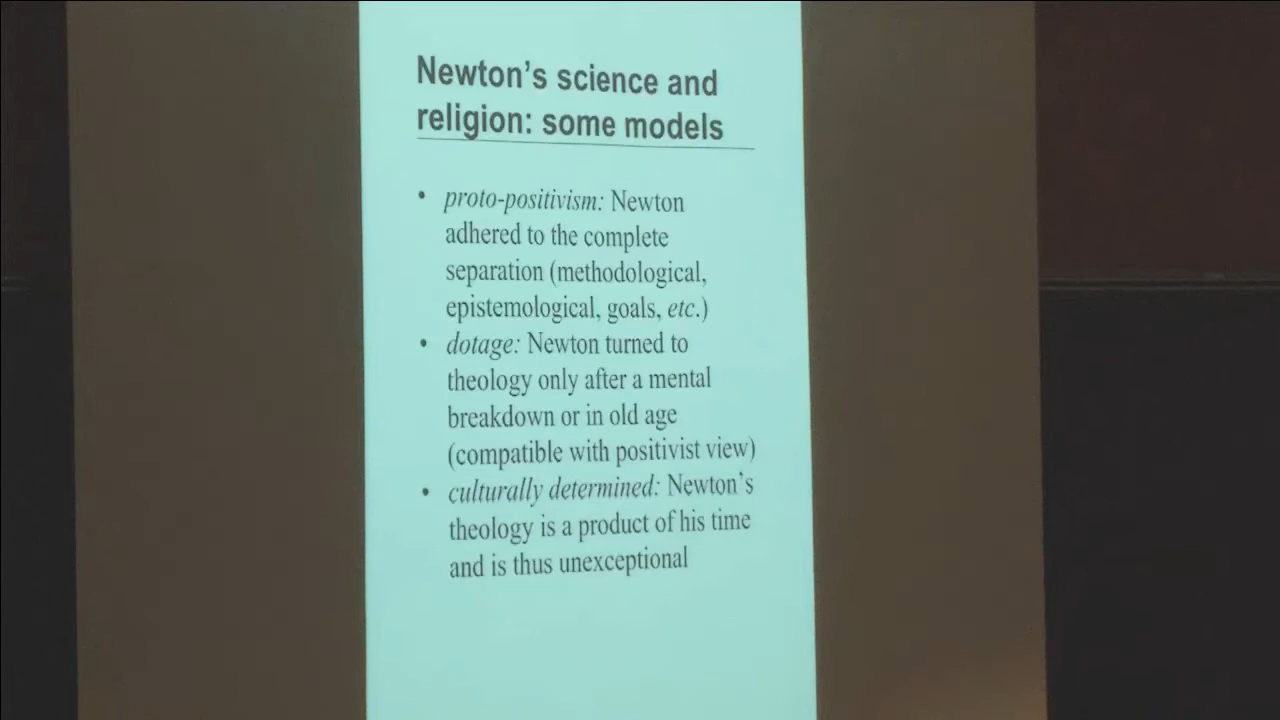 Newton's science and
religion: some models
• proto-positivism: Newton
adhered to the complete
separation (methodological,
epistemological, goals, etc.)
• dotage: Newton turned to
theology only after a mental
breakdown or in old age
(compatible with positivist view)
• culturally determined: Newton's
theology is a product of his time
and is thus unexceptional